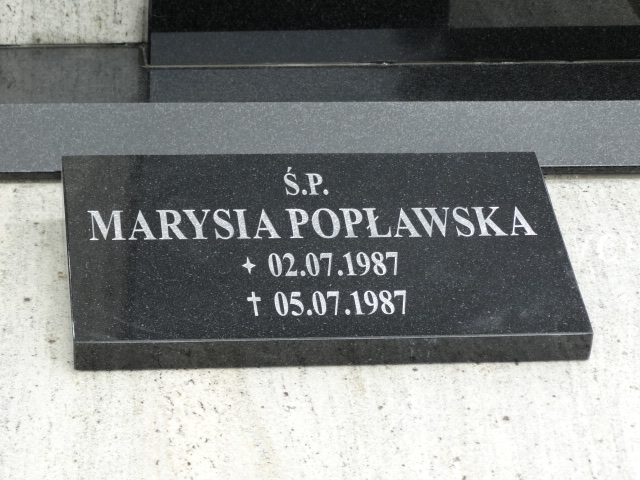 Ś.P.
MARYSIA POPŁAWSKA
✦ 02.07.1987
✝ 05.07.1987